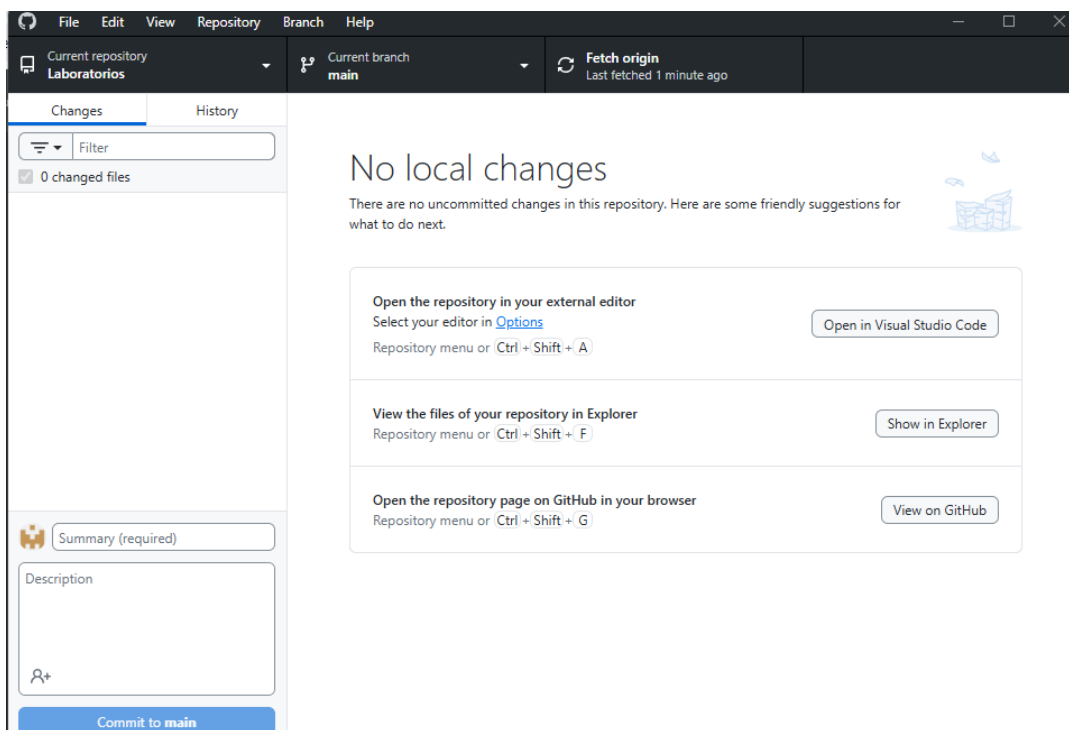 File Edit View Repository Branch Help
Current repository
Laboratorios
Current branch
main
Fetch origin
Last fetched 1 minute ago
Changes History
Filter
0 changed files
No local changes
There are no uncommitted changes in this repository. Here are some friendly suggestions for
what to do next.
Open the repository in your external editor
Select your editor in Options
Repository menu or Ctrl + Shift + A
Open in Visual Studio Code
View the files of your repository in Explorer
Repository menu or Ctrl + Shift + F
Show in Explorer
Open the repository page on GitHub in your browser
Repository menu or Ctrl + Shift + G
View on GitHub
Summary (required)
Description
Commit to main